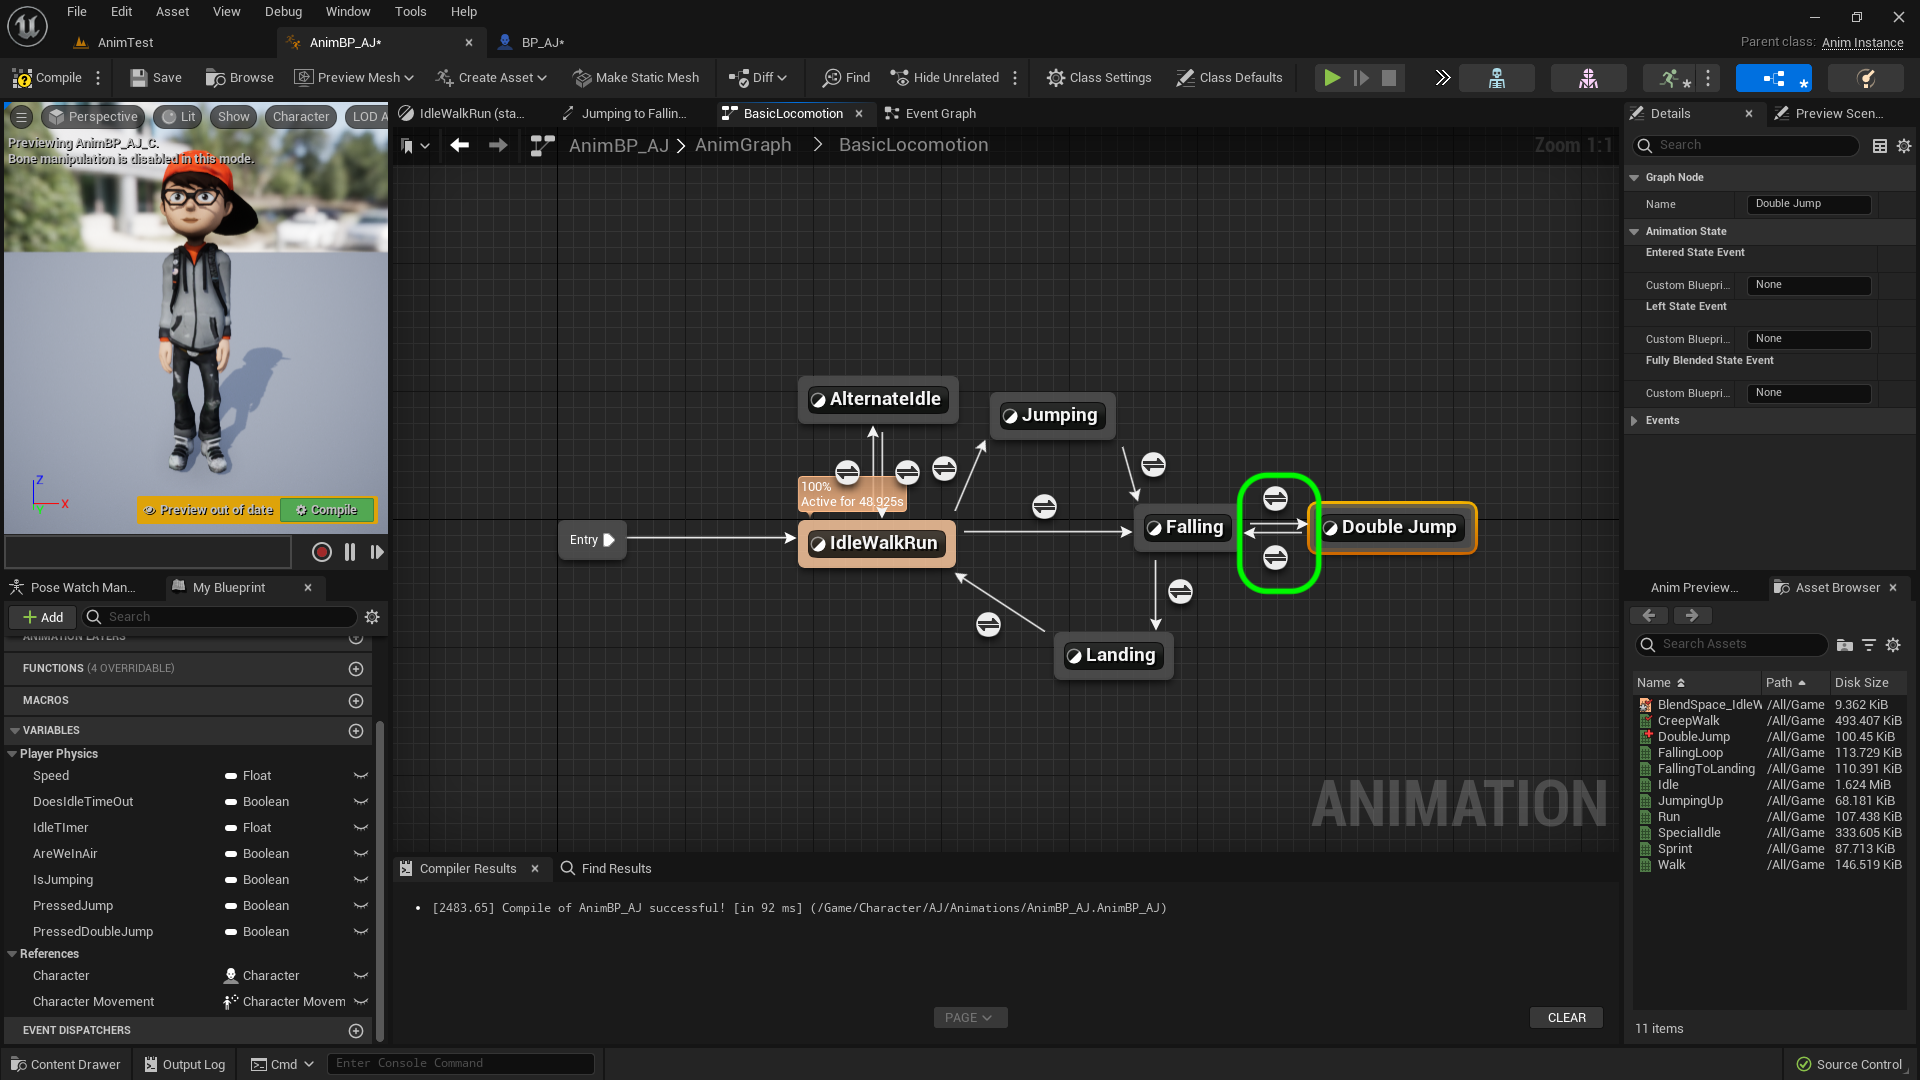 File Edit Asset View Debug Window Tools Help
AnimTest AnimBP_AJ* BP_AJ*
Parent class: Anim Instance
Compile Save Browse Preview Mesh Create Asset Make Static Mesh Diff Find Hide Unrelated Class Settings Class Defaults
Perspective Lit Show Character LOD A
Previewing AnimBP_AJ_C.
Bone manipulation is disabled in this mode.
Z
X
Preview out of date Compile
Pose Watch Man... My Blueprint
Add Search
ANIMATION LAYERS
FUNCTIONS (4 OVERRIDABLE)
MACROS
VARIABLES
Player Physics
Speed Float
DoesIdleTimeOut Boolean
IdleTImer Float
AreWeInAir Boolean
IsJumping Boolean
PressedJump Boolean
PressedDoubleJump Boolean
References
Character Character
Character Movement Character Movem
EVENT DISPATCHERS
IdleWalkRun (sta... Jumping to Fallin... BasicLocomotion Event Graph
AnimBP_AJ > AnimGraph > BasicLocomotion
Zoom 1:1
AlternateIdle
Jumping
100%
Active for 48.925s
Entry
IdleWalkRun
Falling
Double Jump
Landing
ANIMATION
Compiler Results Find Results
• [2483.65] Compile of AnimBP_AJ successful! [in 92 ms] (/Game/Character/AJ/Animations/AnimBP_AJ.AnimBP_AJ)
PAGE
CLEAR
Details Preview Scen...
Search
Graph Node
Name Double Jump
Animation State
Entered State Event
Custom Bluepri... None
Left State Event
Custom Bluepri... None
Fully Blended State Event
Custom Bluepri... None
Events
Anim Preview... Asset Browser
Search Assets
Name Path Disk Size
BlendSpace_IdleW /All/Game 9.362 KiB
CreepWalk /All/Game 493.407 KiB
DoubleJump /All/Game 100.45 KiB
FallingLoop /All/Game 113.729 KiB
FallingToLanding /All/Game 110.391 KiB
Idle /All/Game 1.624 MiB
JumpingUp /All/Game 68.181 KiB
Run /All/Game 107.438 KiB
SpecialIdle /All/Game 333.605 KiB
Sprint /All/Game 87.713 KiB
Walk /All/Game 146.519 KiB
11 items
Content Drawer Output Log Cmd Enter Console Command
Source Control